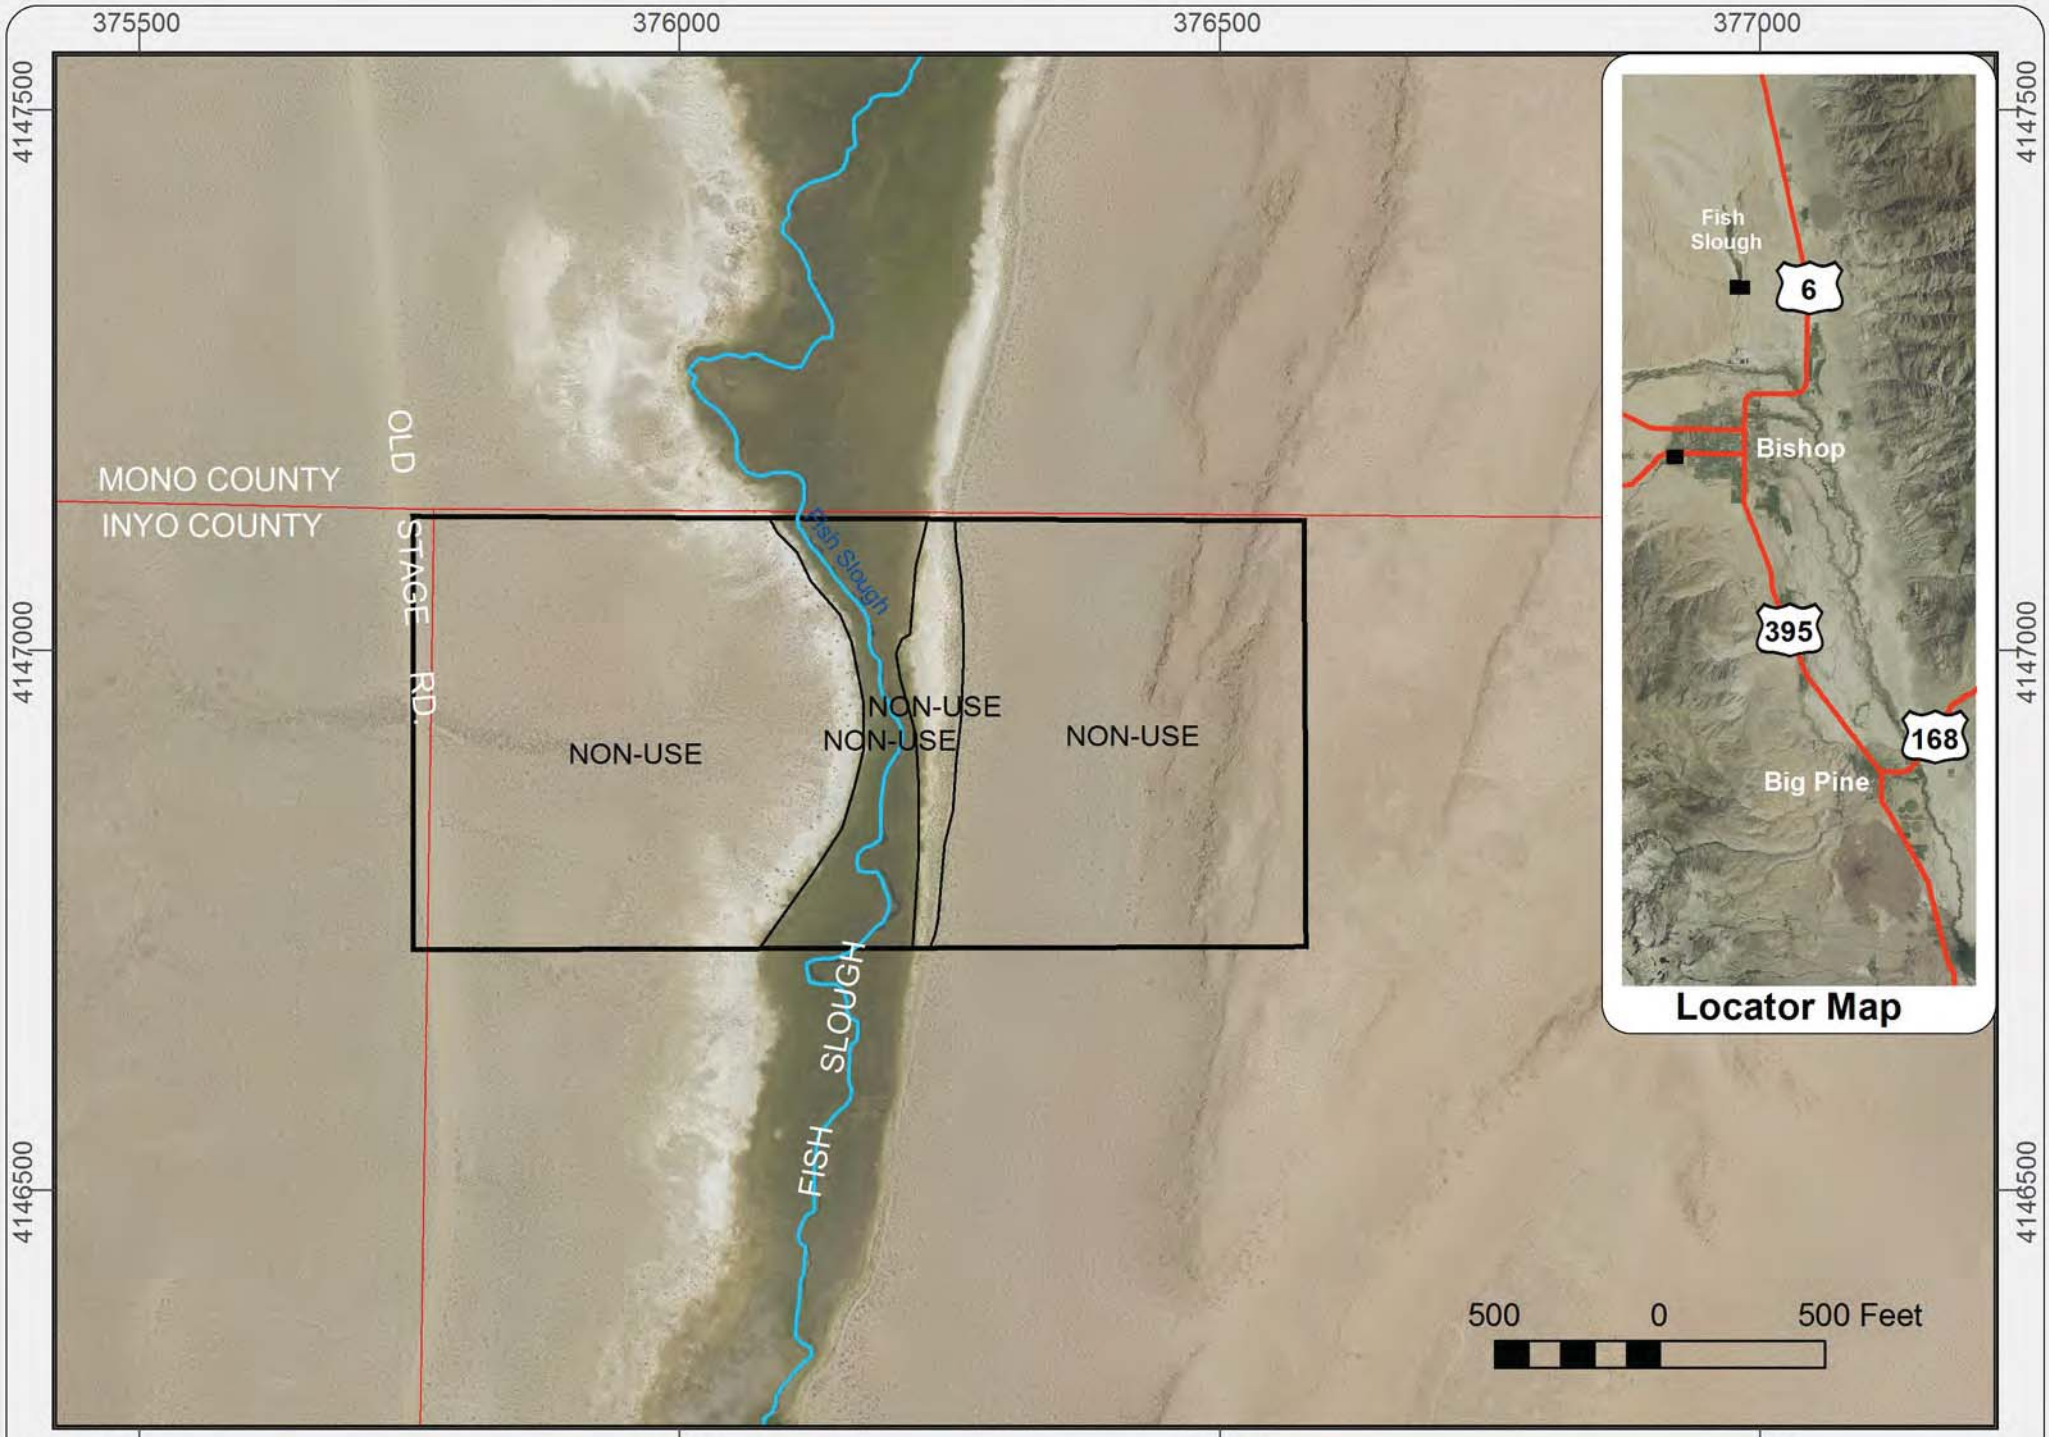 375500
376000
376500
377000
4147500
4147500
Fish
Slough
6
OLD
STAGE
RD.
MONO COUNTY
INYO COUNTY
Bishop
Fish Slough
4147000
4147000
395
NON-USE
NON-USE
NON-USE
NON-USE
168
Big Pine
Locator Map
FISH SLOUGH
4146500
4146500
500 0 500 Feet